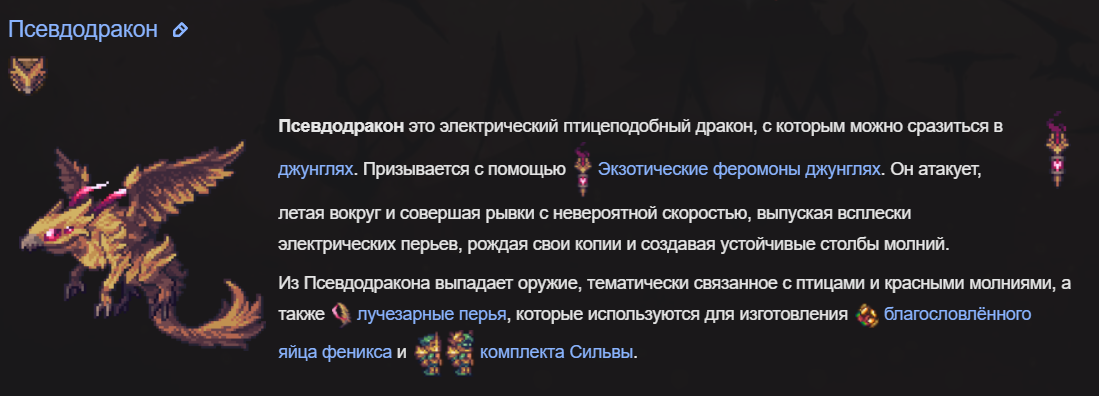 Псевдодракон
Псевдодракон это электрический птицеподобный дракон, с которым можно сразиться в
джунглях. Призывается с помощью Экзотические феромоны джунглях. Он атакует,
летая вокруг и совершая рывки с невероятной скоростью, выпуская всплески
электрических перьев, рождая свои копии и создавая устойчивые столбы молний.
Из Псевдодракона выпадает оружие, тематически связанное с птицами и красными молниями, а
также лучезарные перья, которые используются для изготовления благословлённого
яйца феникса и комплекта Сильвы.